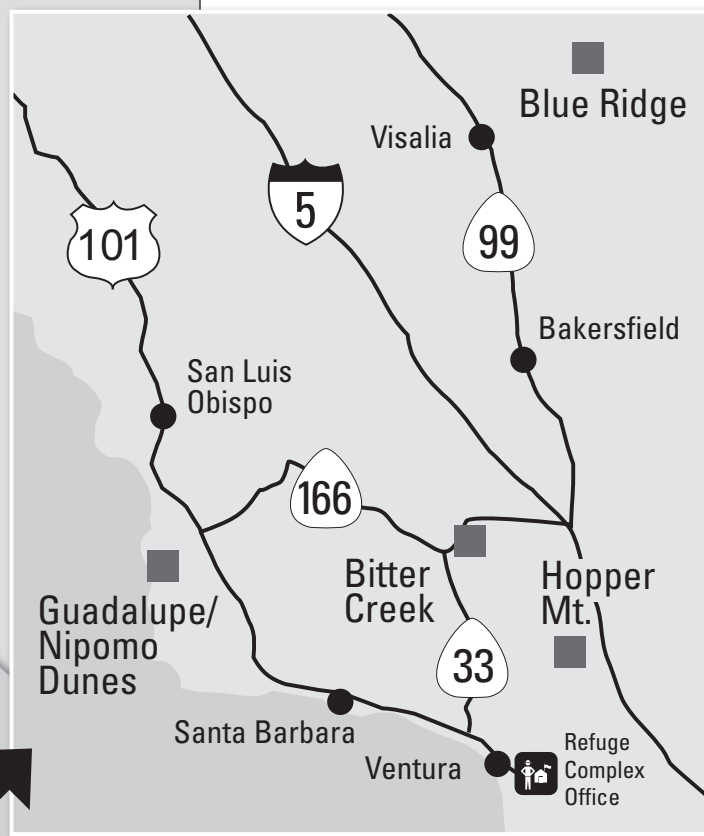 Blue Ridge
Visalia
5
101
99
Bakersfield
San Luis
Obispo
166
Bitter
Creek
Hopper
Mt.
Guadalupe/
Nipomo
Dunes
33
Santa Barbara
Ventura
Refuge
Complex
Office